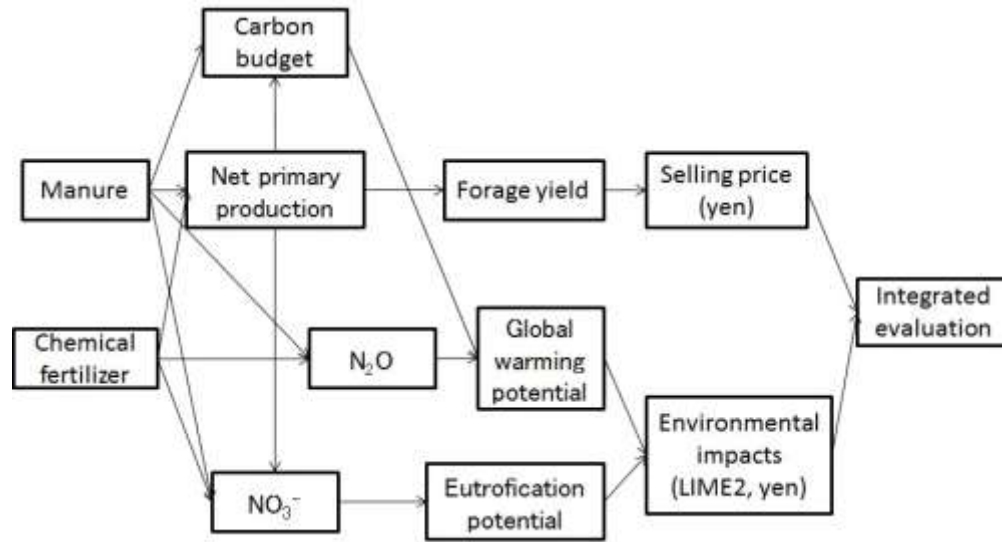 Carbon
budget
Manure
Net primary
production
Forage yield
Selling price
(yen)
Integrated
evaluation
Chemical
fertilizer
N₂O
Global
warming
potential
Environmental
impacts
(LIME2, yen)
NO₃⁻
Eutrofication
potential